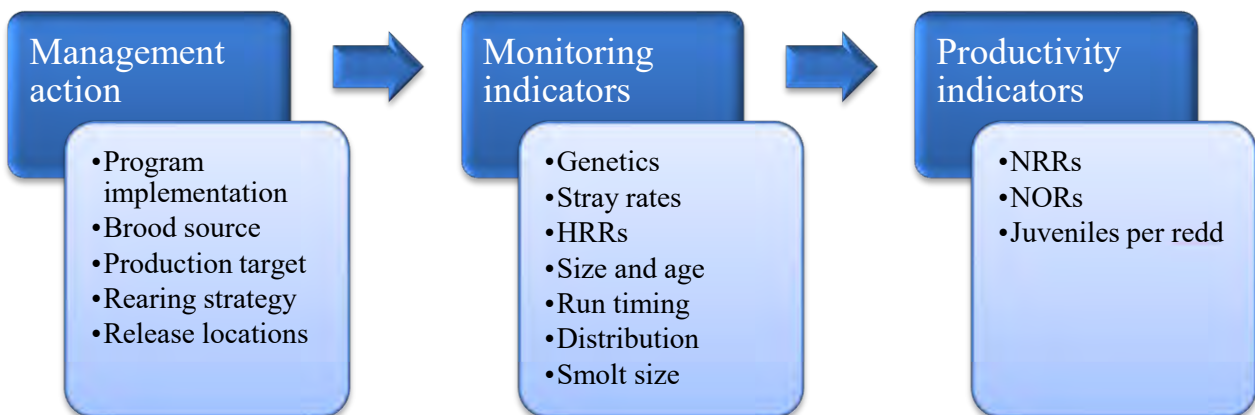 Management
action
•Program
implementation
•Brood source
•Production target
•Rearing strategy
•Release locations
Monitoring
indicators
•Genetics
•Stray rates
•HRRs
•Size and age
•Run timing
•Distribution
•Smolt size
Productivity
indicators
•NRRs
•NORs
•Juveniles per redd